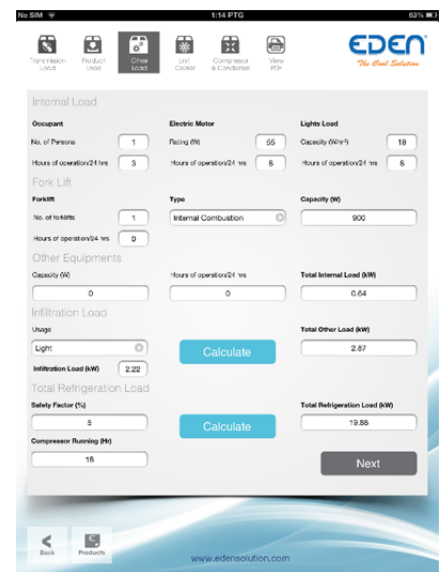 No SIM 1:14 PTG 63%
Transmission Load Product Load Other Load Unit Cooler Compressor & Condenser View PDF
EDEN
The Cool Solution
Internal Load
Occupant Electric Motor Lights Load
No. of Persons 1 Rating (W) 55 Capacity (W/m²) 18
Hours of operation/24 hrs 3 Hours of operation/24 hrs 6 Hours of operation/24 hrs 6
Fork Lift
Forklift Type Capacity (W)
No. of forklifts 1 Internal Combustion 900
Hours of operation/24 hrs 0
Other Equipments
Capacity (W) Hours of operation/24 hrs Total Internal Load (kW)
0 0 0.64
Infiltration Load
Usage Total Other Load (kW)
Light Calculate 2.87
Infiltration Load (kW) 2.22
Total Refrigeration Load
Safety Factor (%) Total Refrigeration Load (kW)
5 Calculate
Compressor Running (Hr)
Next
Back Products
www.edensolution.com